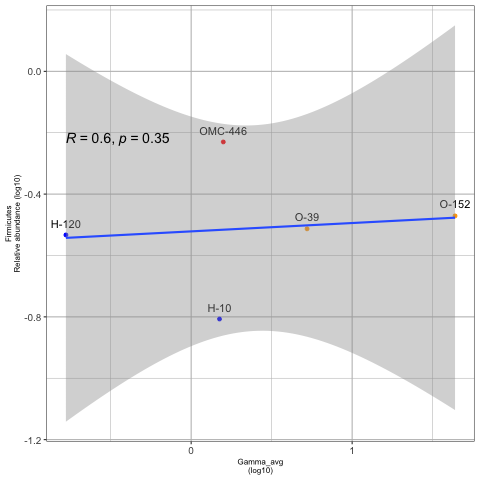 0.0
R = 0.6, p = 0.35
OMC-446
-0.4
O-152
O-39
H-120
H-10
-0.8
-1.2
0
1
Gamma_avg
(log10)
Firmicutes
Relative abundance (log10)